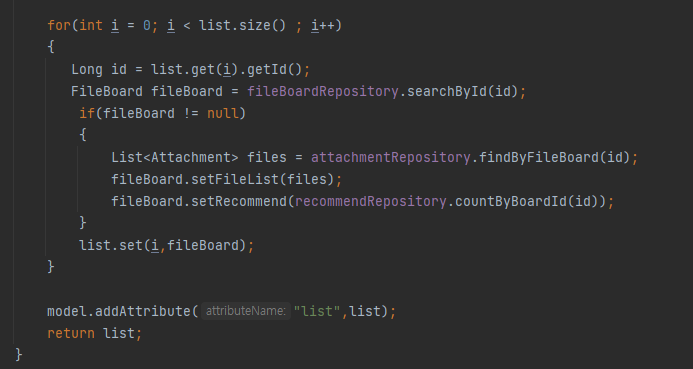 for(int i = 0; i < list.size() ; i++)
{
Long id = list.get(i).getId();
FileBoard fileBoard = fileBoardRepository.searchById(id);
if(fileBoard != null)
{
List<Attachment> files = attachmentRepository.findByFileBoard(id);
fileBoard.setFileList(files);
fileBoard.setRecommend(recommendRepository.countByBoardId(id));
}
list.set(i,fileBoard);
}
model.addAttribute( attributeName: "list",list);
return list;
}